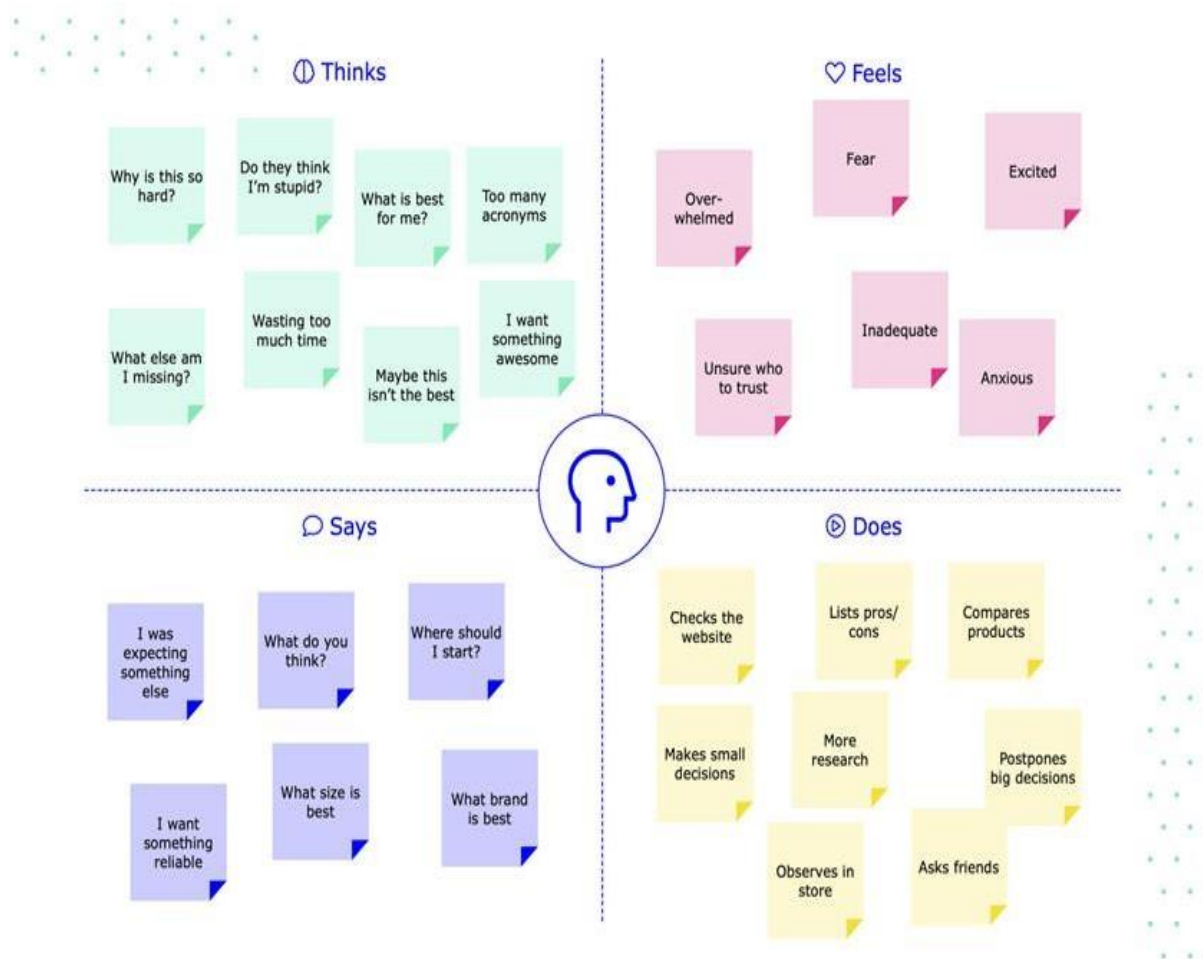 Thinks
Why is this so
hard?
Do they think
I'm stupid?
What is best
for me?
Too many
acronyms
What else am
I missing?
Wasting too
much time
Maybe this
isn't the best
I want
something
awesome
Feels
Over-
whelmed
Fear
Excited
Unsure who
to trust
Inadequate
Anxious
Says
I was
expecting
something
else
What do you
think?
Where should
I start?
I want
something
reliable
What size is
best
What brand
is best
Does
Checks the
website
Lists pros/
cons
Compares
products
Makes small
decisions
More
research
Postpones
big decisions
Observes in
store
Asks friends